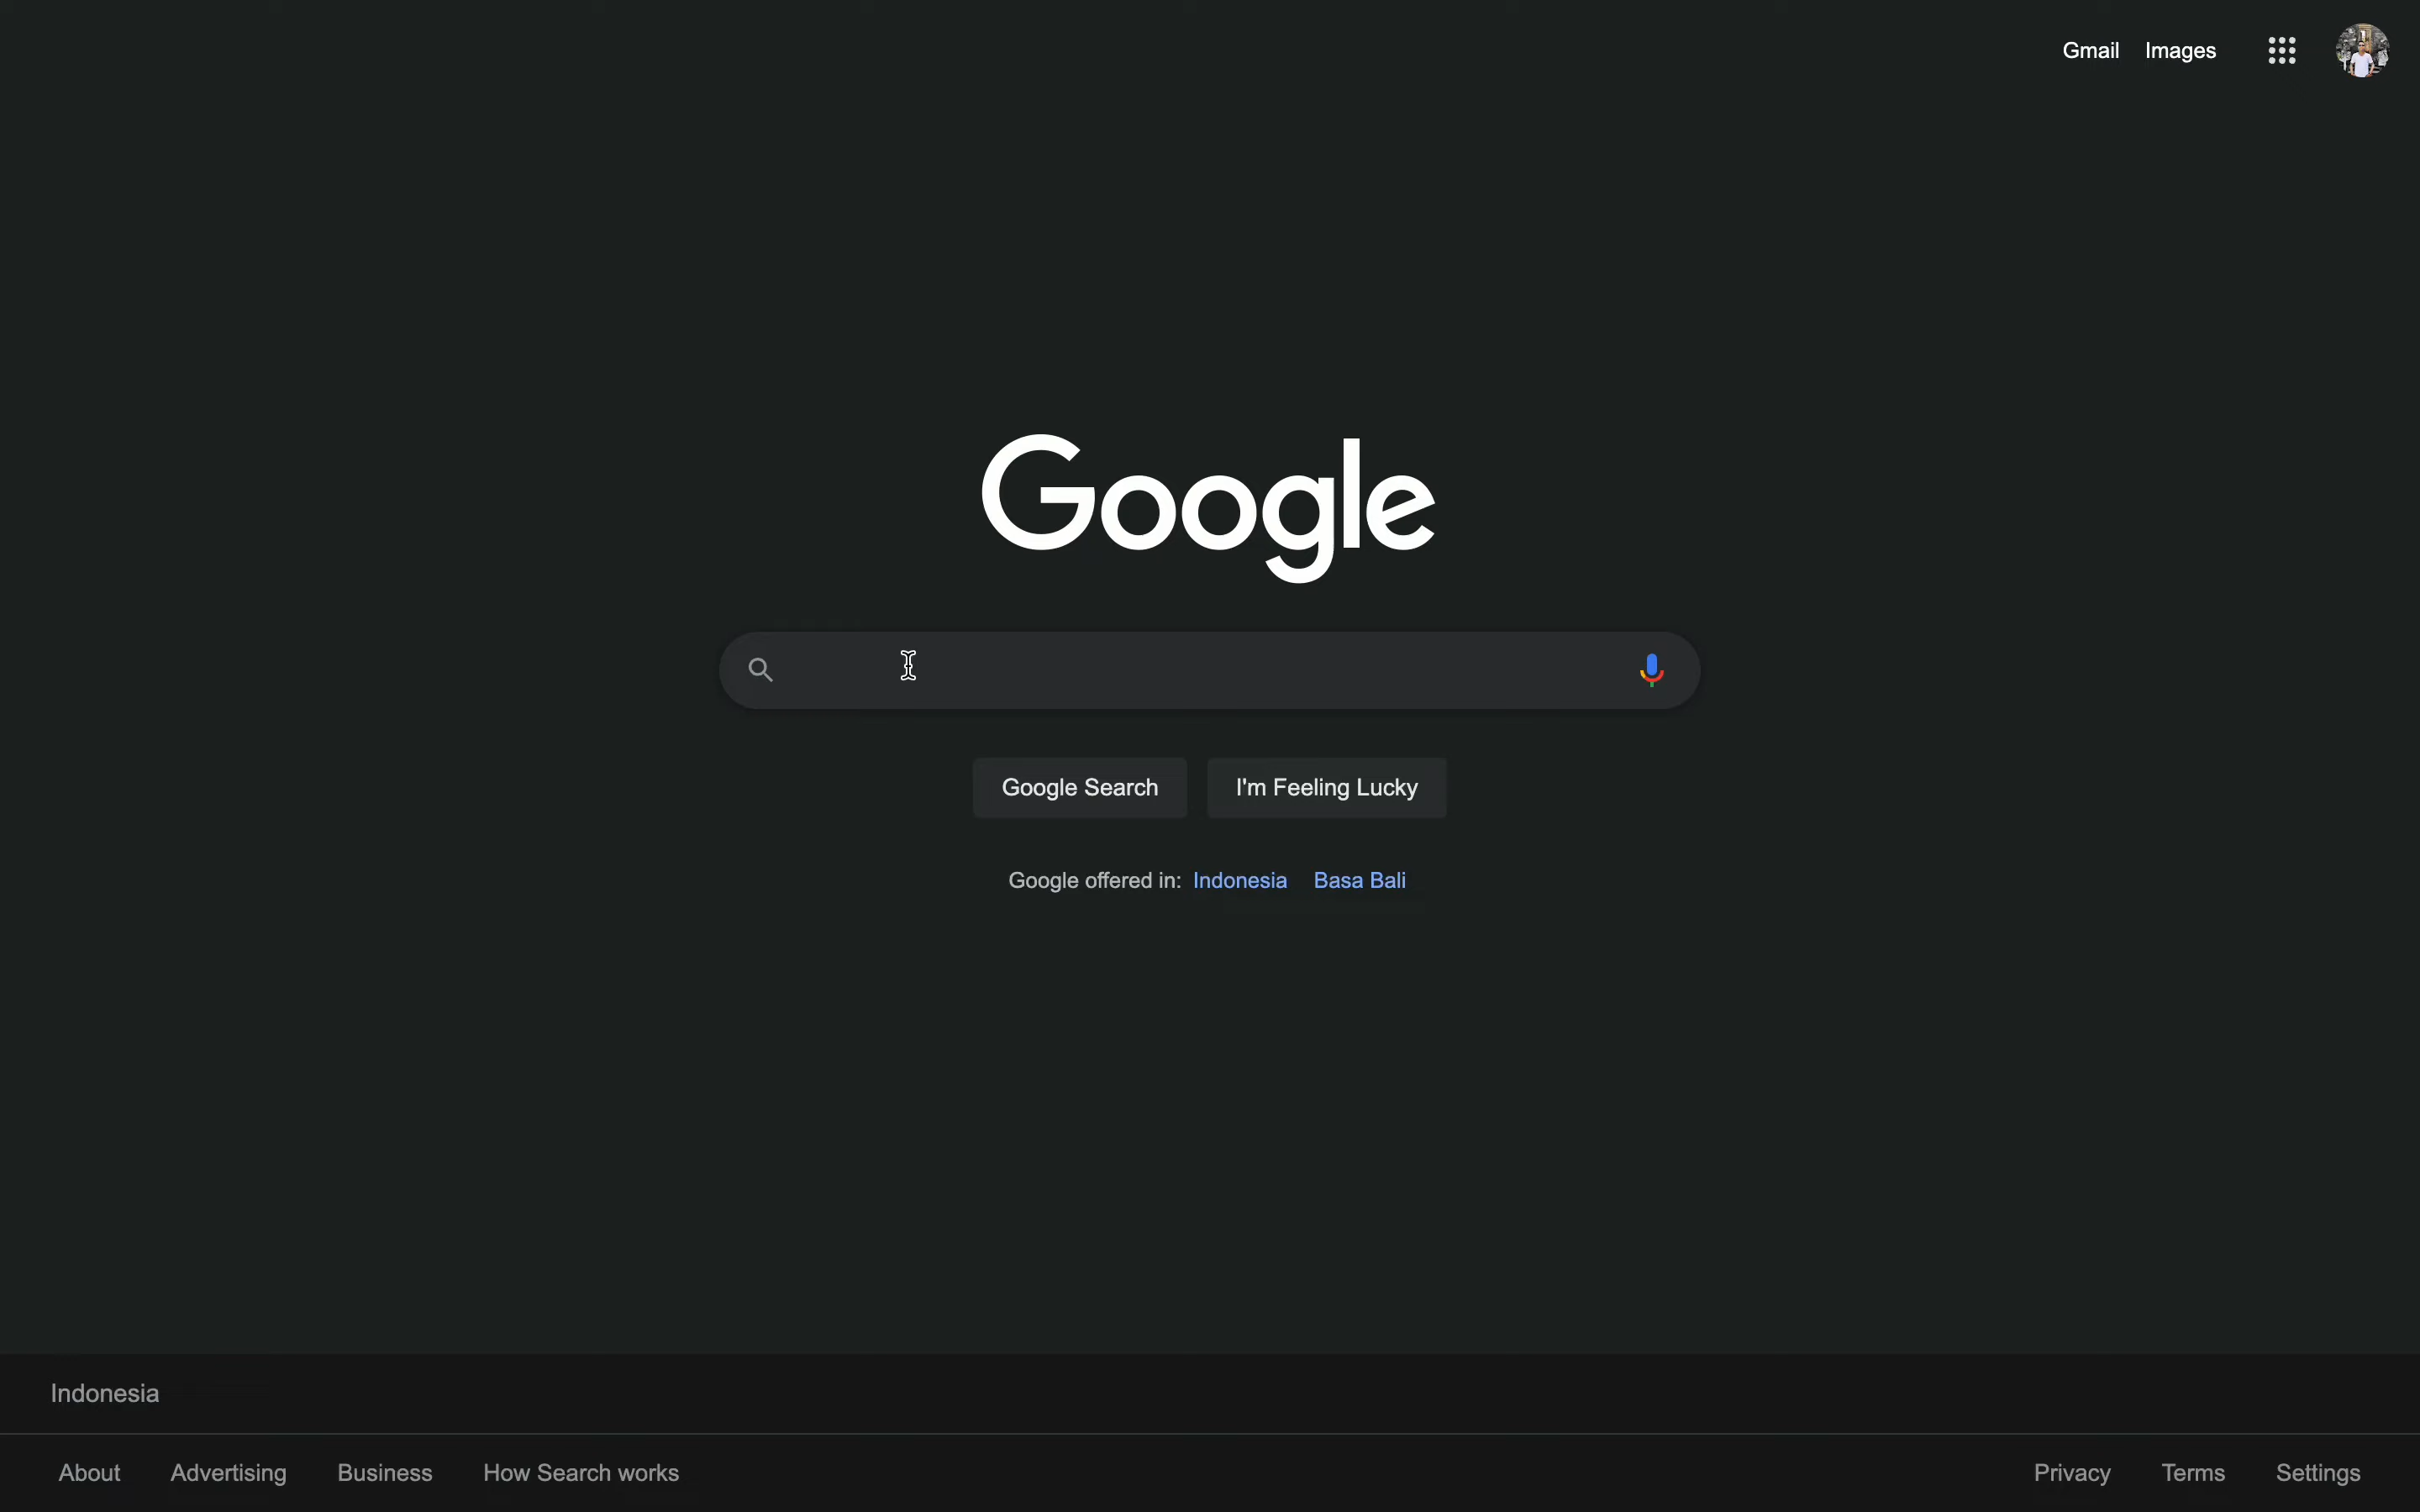 Gmail Images
Google
Google Search I'm Feeling Lucky
Google offered in: Indonesia Basa Bali
Indonesia
About Advertising Business How Search works Privacy Terms Settings